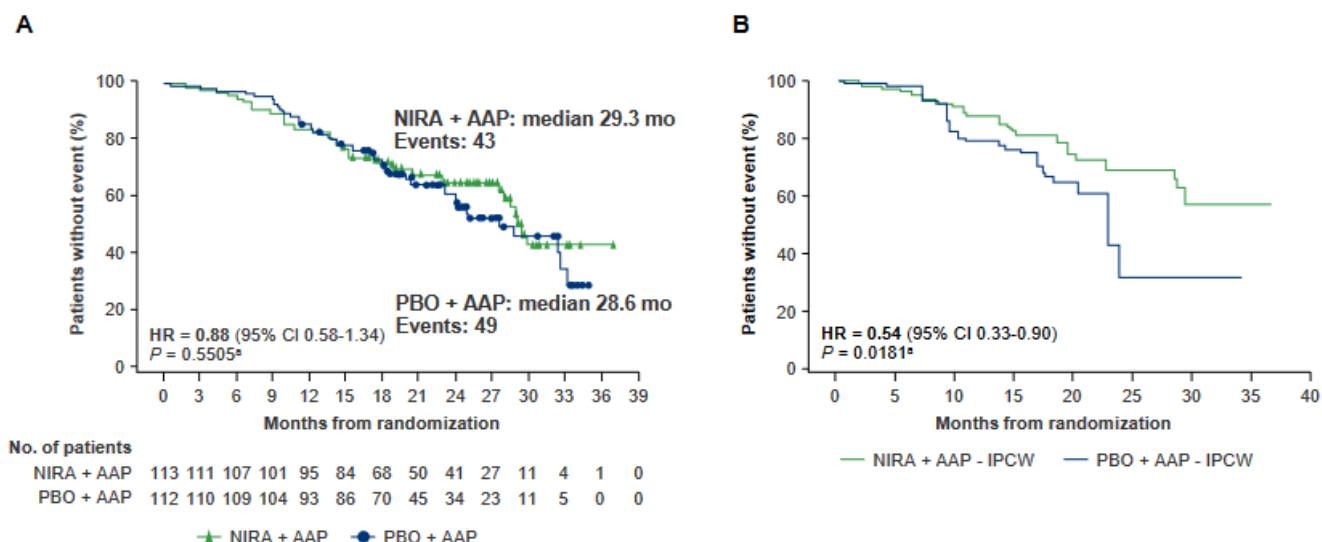 A
100
80
60
40
20
0
Patients without event (%)
NIRA + AAP: median 29.3 mo
Events: 43
PBO + AAP: median 28.6 mo
Events: 49
HR = 0.88 (95% CI 0.58-1.34)
P = 0.5505ª
0 3 6 9 12 15 18 21 24 27 30 33 36 39
Months from randomization
No. of patients
NIRA + AAP 113 111 107 101 95 84 68 50 41 27 11 4 1 0
PBO + AAP 112 110 109 104 93 86 70 45 34 23 11 5 0 0
NIRA + AAP PBO + AAP
B
100
80
60
40
20
0
Patients without event (%)
HR = 0.54 (95% CI 0.33-0.90)
P = 0.0181ª
0 5 10 15 20 25 30 35 40
Months from randomization
NIRA + AAP - IPCW PBO + AAP - IPCW